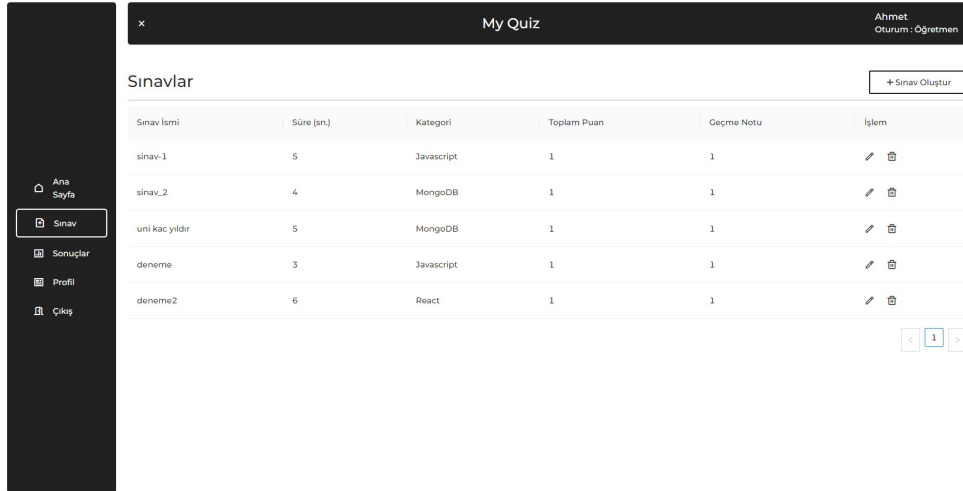 × My Quiz Ahmet
Oturum : Öğretmen
Ana
Sayfa
Sınav
Sonuçlar
Profil
Çıkış
Sınavlar + Sınav Oluştur
Sınav İsmi Süre (sn.) Kategori Toplam Puan Geçme Notu İşlem
sinav-1 5 Javascript 1 1
sinav_2 4 MongoDB 1 1
uni kac yıldır 5 MongoDB 1 1
deneme 3 Javascript 1 1
deneme2 6 React 1 1
< 1 >